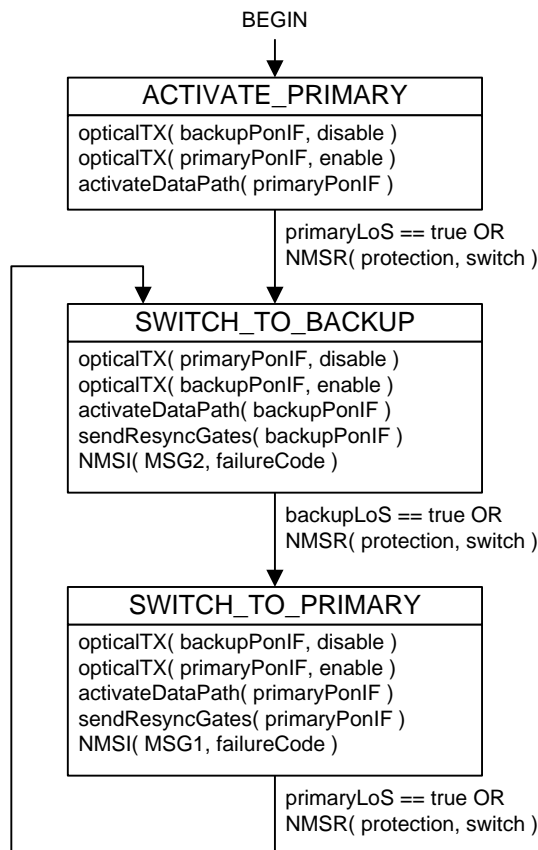 BEGIN
ACTIVATE_PRIMARY
opticalTX( backupPonIF, disable )
opticalTX( primaryPonIF, enable )
activateDataPath( primaryPonIF )
primaryLoS == true OR
NMSR( protection, switch )
SWITCH_TO_BACKUP
opticalTX( primaryPonIF, disable )
opticalTX( backupPonIF, enable )
activateDataPath( backupPonIF )
sendResyncGates( backupPonIF )
NMSI( MSG2, failureCode )
backupLoS == true OR
NMSR( protection, switch )
SWITCH_TO_PRIMARY
opticalTX( backupPonIF, disable )
opticalTX( primaryPonIF, enable )
activateDataPath( primaryPonIF )
sendResyncGates( primaryPonIF )
NMSI( MSG1, failureCode )
primaryLoS == true OR
NMSR( protection, switch )